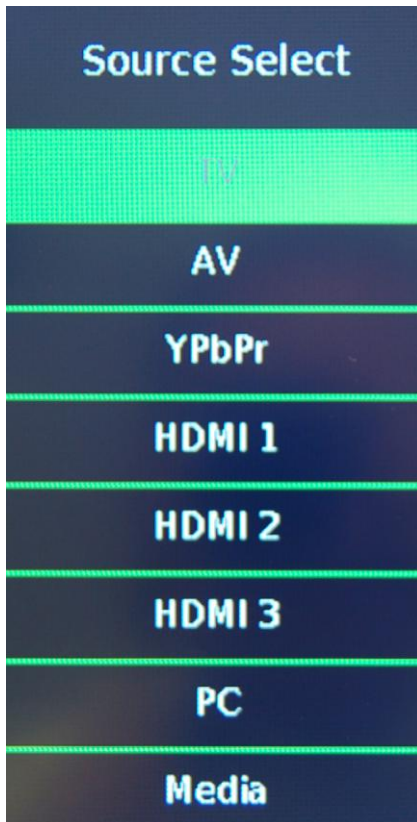 Source Select
TV
AV
YPbPr
HDMI 1
HDMI 2
HDMI 3
PC
Media